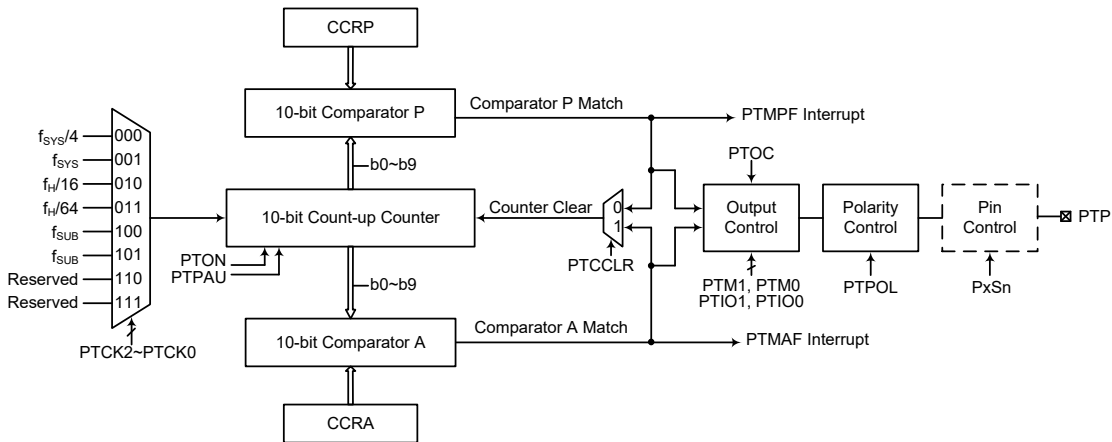 CCRP
10-bit Comparator P
Comparator P Match
PTMPF Interrupt
b0~b9
fSYS/4
000
fSYS
001
fH/16
010
fH/64
011
fSUB
100
fSUB
101
Reserved
110
Reserved
111
PTCK2~PTCK0
10-bit Count-up Counter
PTON
PTPAU
Counter Clear
0
1
PTCCLR
PTOC
Output
Control
PTM1, PTM0
PTIO1, PTIO0
Polarity
Control
PTPOL
Pin
Control
PxSn
PTP
b0~b9
10-bit Comparator A
Comparator A Match
PTMAF Interrupt
CCRA